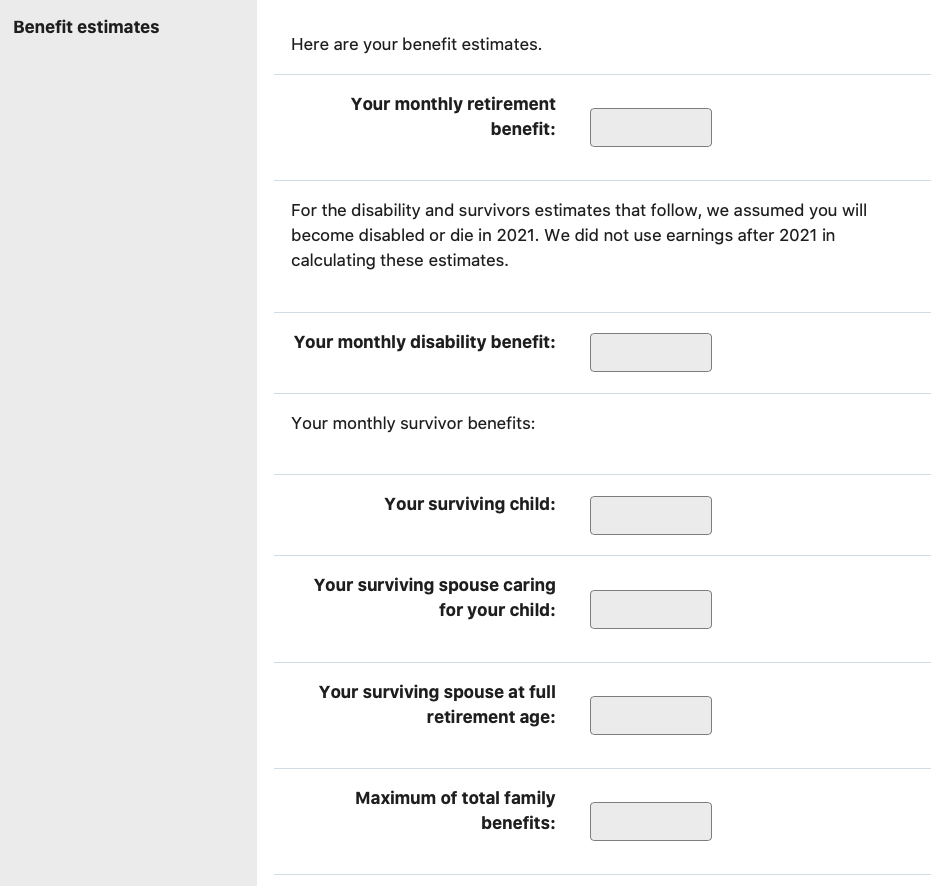 Benefit estimates
Here are your benefit estimates.
Your monthly retirement
benefit:
For the disability and survivors estimates that follow, we assumed you will
become disabled or die in 2021. We did not use earnings after 2021 in
calculating these estimates.
Your monthly disability benefit:
Your monthly survivor benefits:
Your surviving child:
Your surviving spouse caring
for your child:
Your surviving spouse at full
retirement age:
Maximum of total family
benefits: